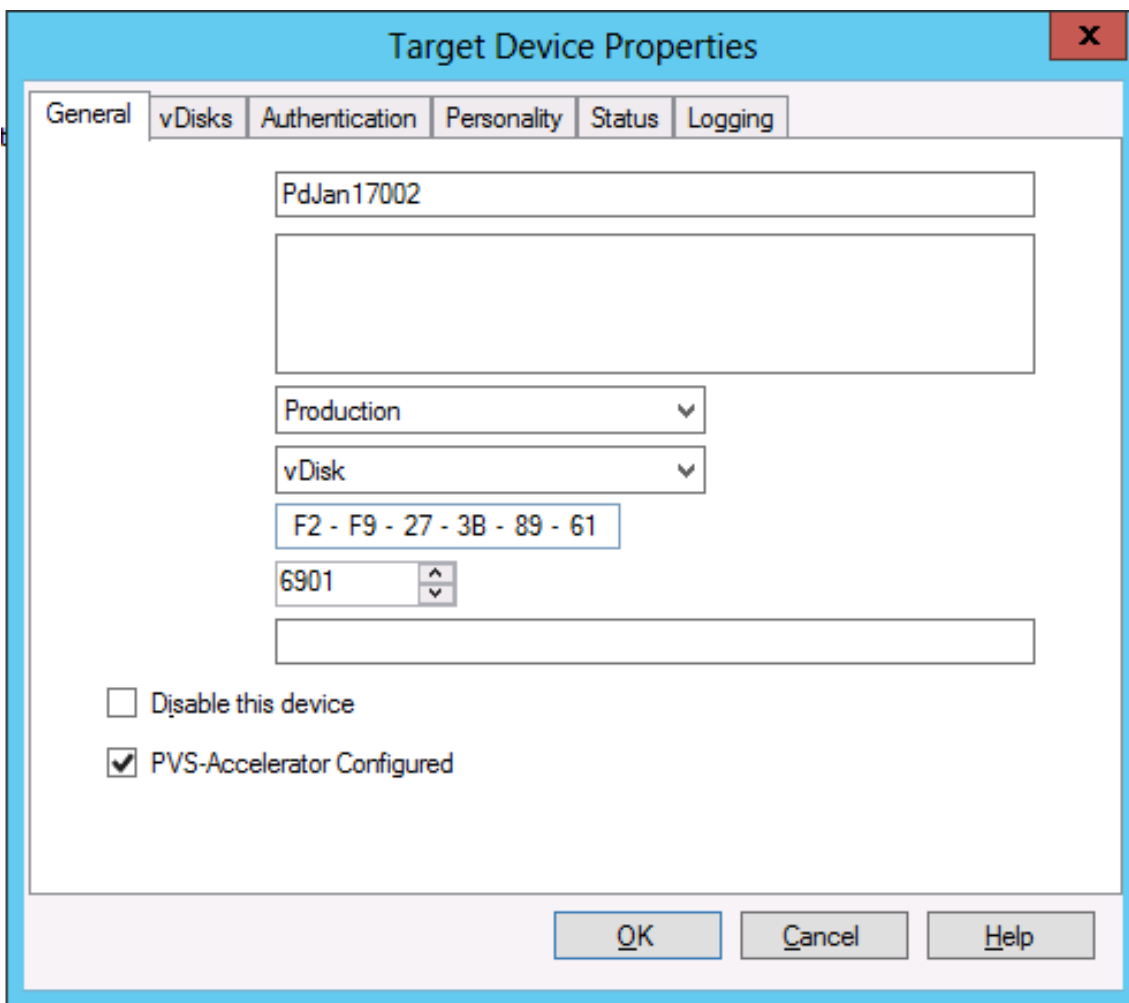 Target Device Properties
x
General vDisks Authentication Personality Status Logging
PdJan17002
Production
vDisk
F2 - F9 - 27 - 3B - 89 - 61
6901
Disable this device
PVS-Accelerator Configured
OK Cancel Help